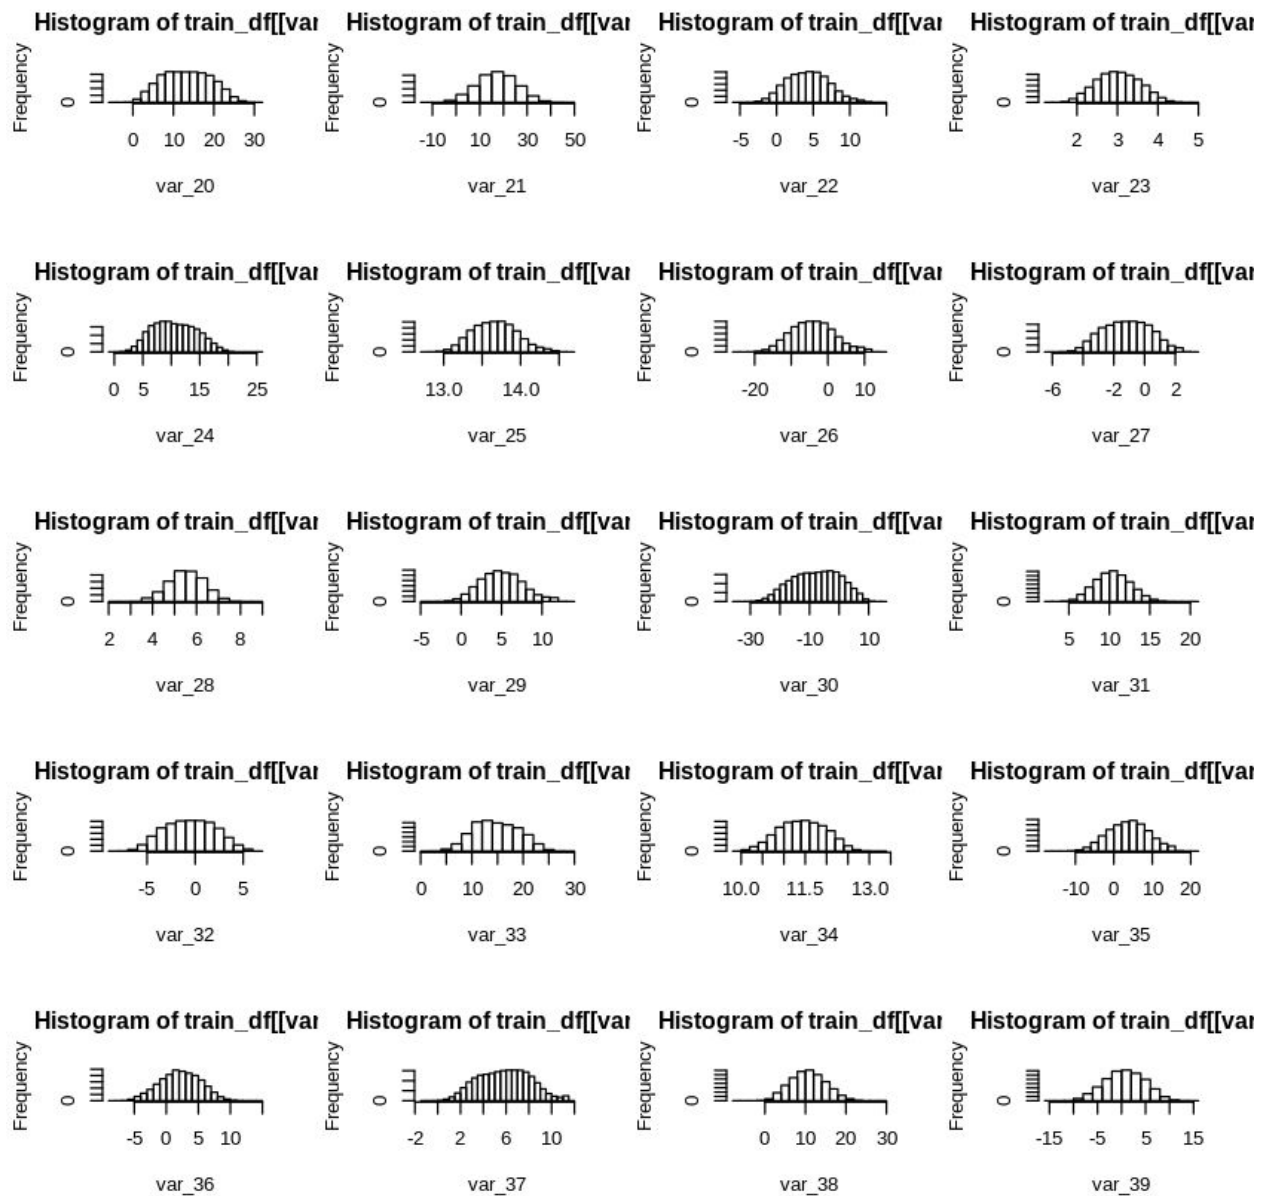 Histogram of train_df[[var Histogram of train_df[[var Histogram of train_df[[var Histogram of train_df[[var
Frequency Frequency Frequency Frequency
0 0 0 0
0 10 20 30 -10 10 30 50 -5 0 5 10 2 3 4 5
var_20 var_21 var_22 var_23
Histogram of train_df[[var Histogram of train_df[[var Histogram of train_df[[var Histogram of train_df[[var
Frequency Frequency Frequency Frequency
0 0 0 0
0 5 15 25 13.0 14.0 -20 0 10 -6 -2 0 2
var_24 var_25 var_26 var_27
Histogram of train_df[[var Histogram of train_df[[var Histogram of train_df[[var Histogram of train_df[[var
Frequency Frequency Frequency Frequency
0 0 0 0
2 4 6 8 -5 0 5 10 -30 -10 10 5 10 15 20
var_28 var_29 var_30 var_31
Histogram of train_df[[var Histogram of train_df[[var Histogram of train_df[[var Histogram of train_df[[var
Frequency Frequency Frequency Frequency
0 0 0 0
-5 0 5 0 10 20 30 10.0 11.5 13.0 -10 0 10 20
var_32 var_33 var_34 var_35
Histogram of train_df[[var Histogram of train_df[[var Histogram of train_df[[var Histogram of train_df[[var
Frequency Frequency Frequency Frequency
0 0 0 0
-5 0 5 10 -2 2 6 10 0 10 20 30 -15 -5 5 15
var_36 var_37 var_38 var_39